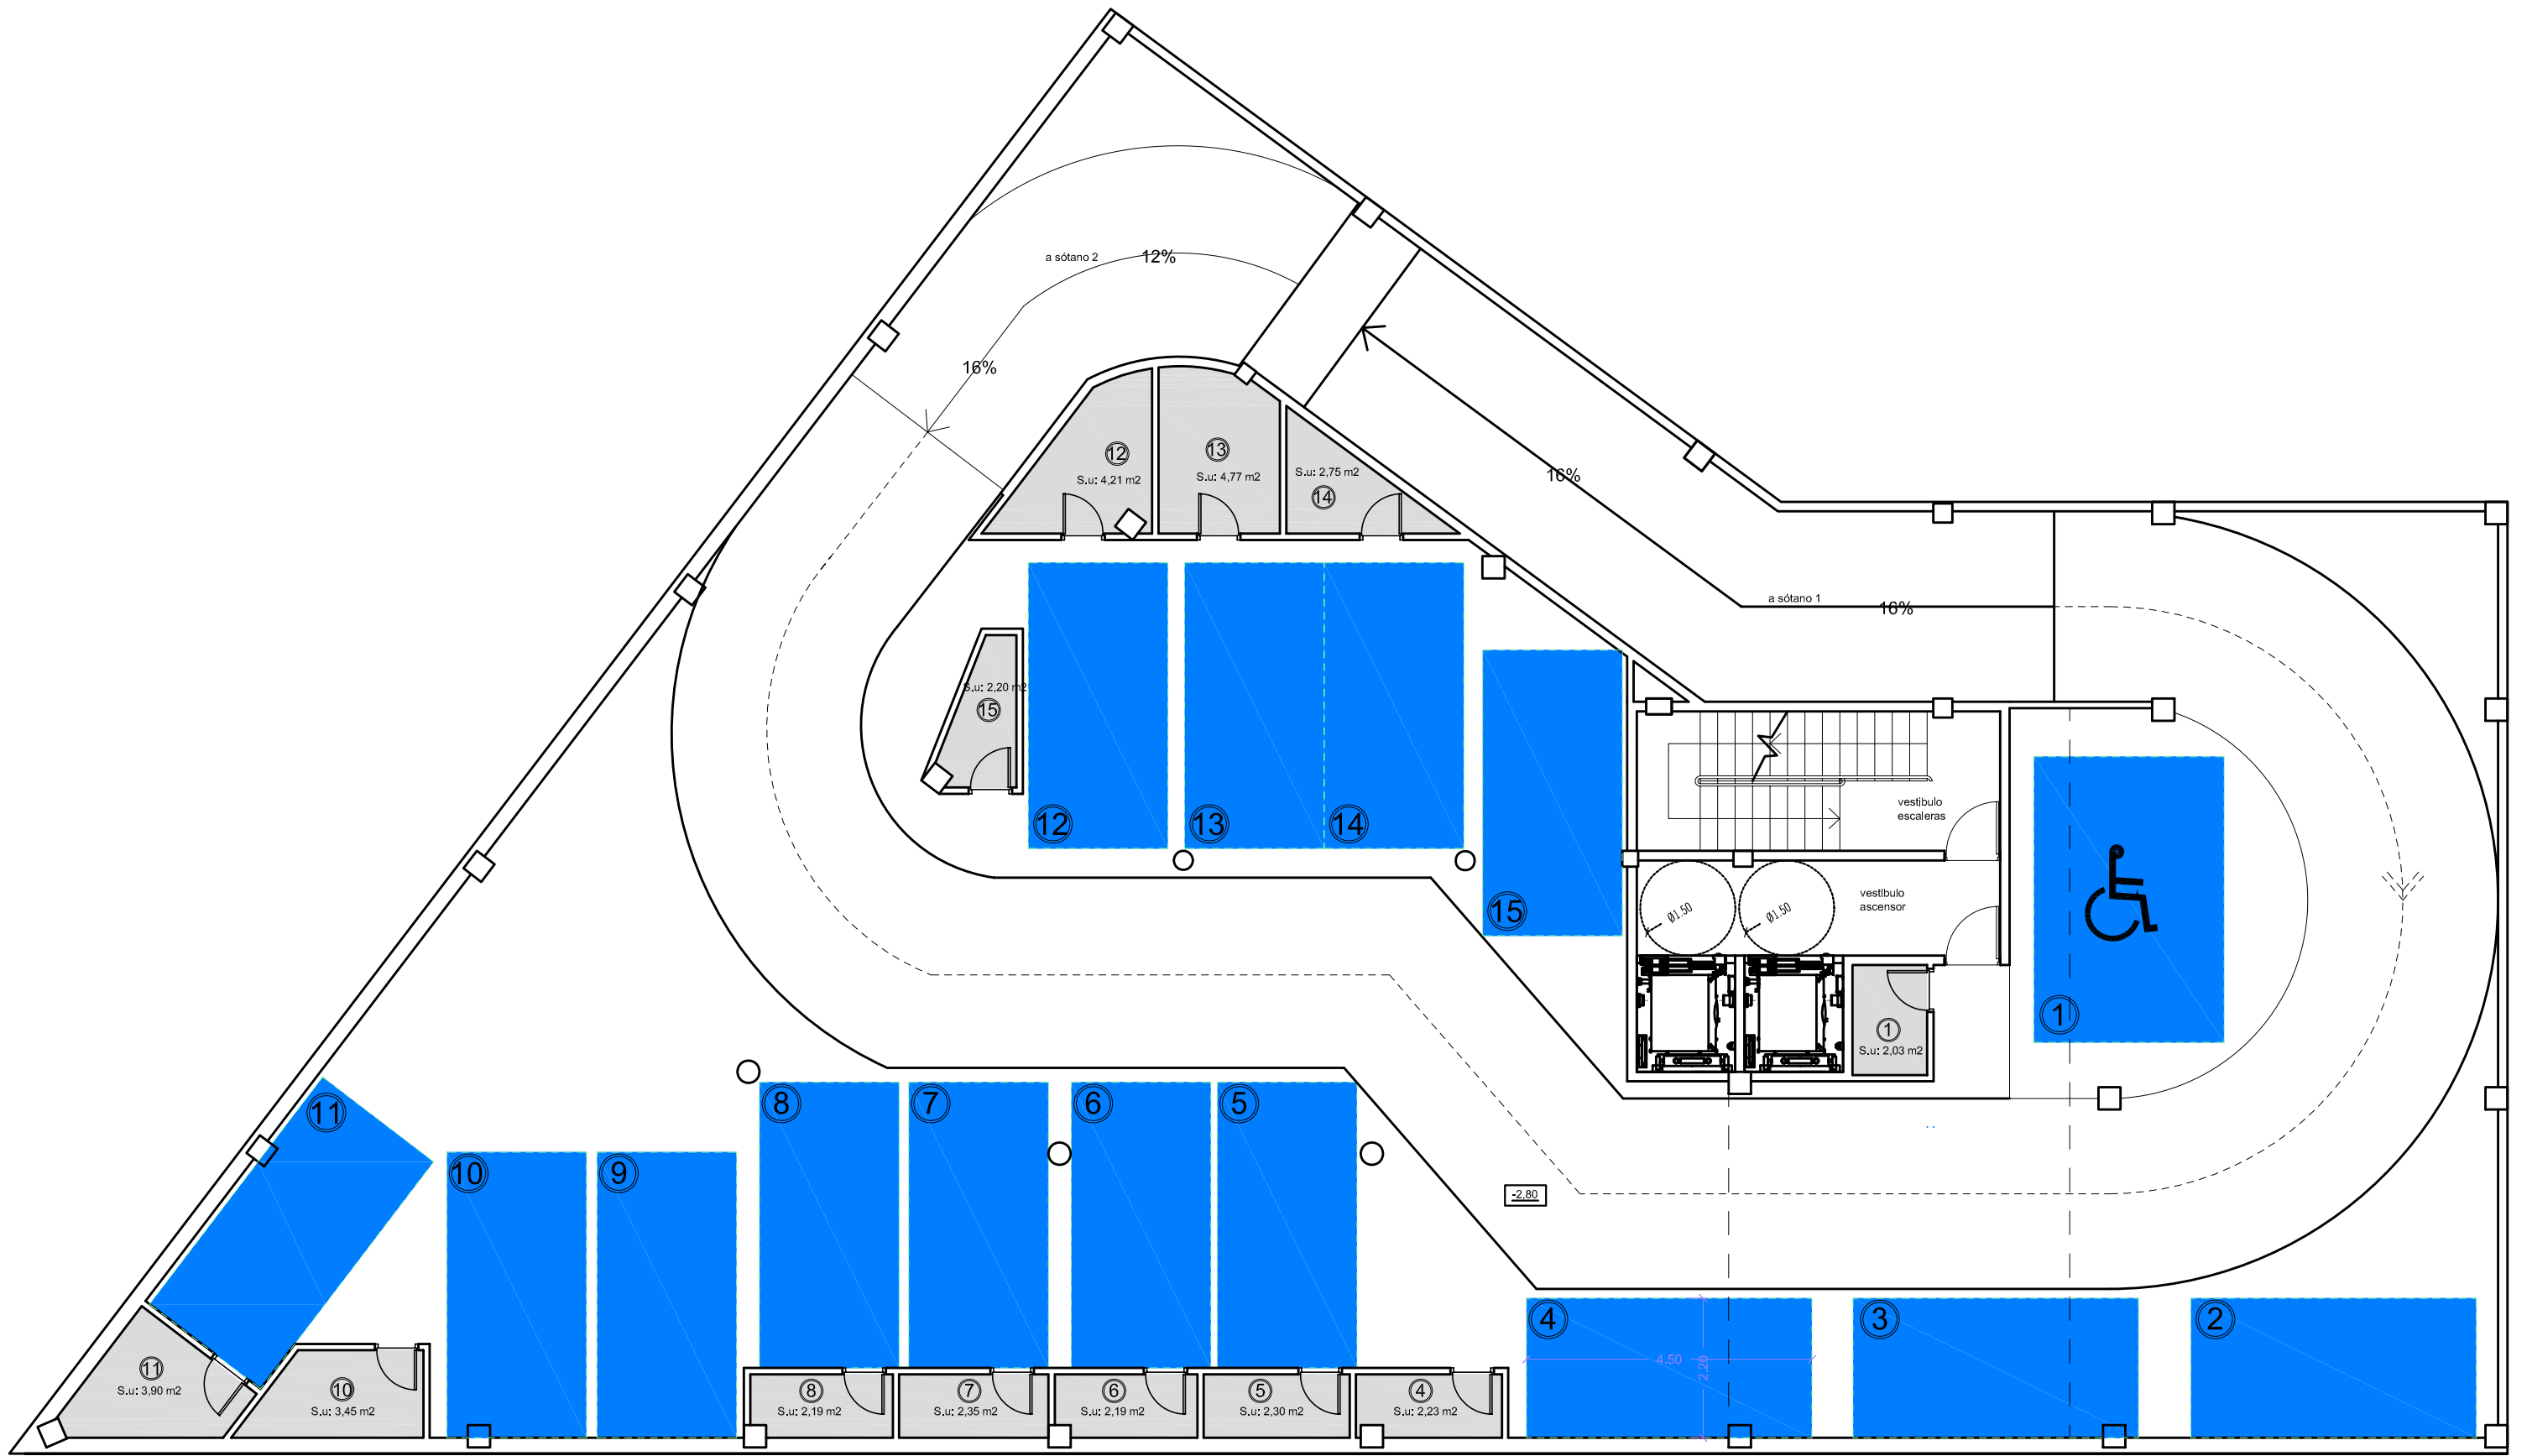 a sótano 2
12%
16%
12
S.u: 4,21 m2
13
S.u: 4,77 m2
S.u: 2,75 m2
14
16%
a sótano 1
16%
S.u: 2,20 m2
15
12
13
14
15
vestibulo
escaleras
vestibulo
ascensor
Ø1.50
Ø1.50
1
S.u: 2,03 m2
1
11
10
9
8
7
6
5
-2,80
4
3
2
4.50
2.20
11
S.u: 3,90 m2
10
S.u: 3,45 m2
8
S.u: 2,19 m2
7
S.u: 2,35 m2
6
S.u: 2,19 m2
5
S.u: 2,30 m2
4
S.u: 2,23 m2